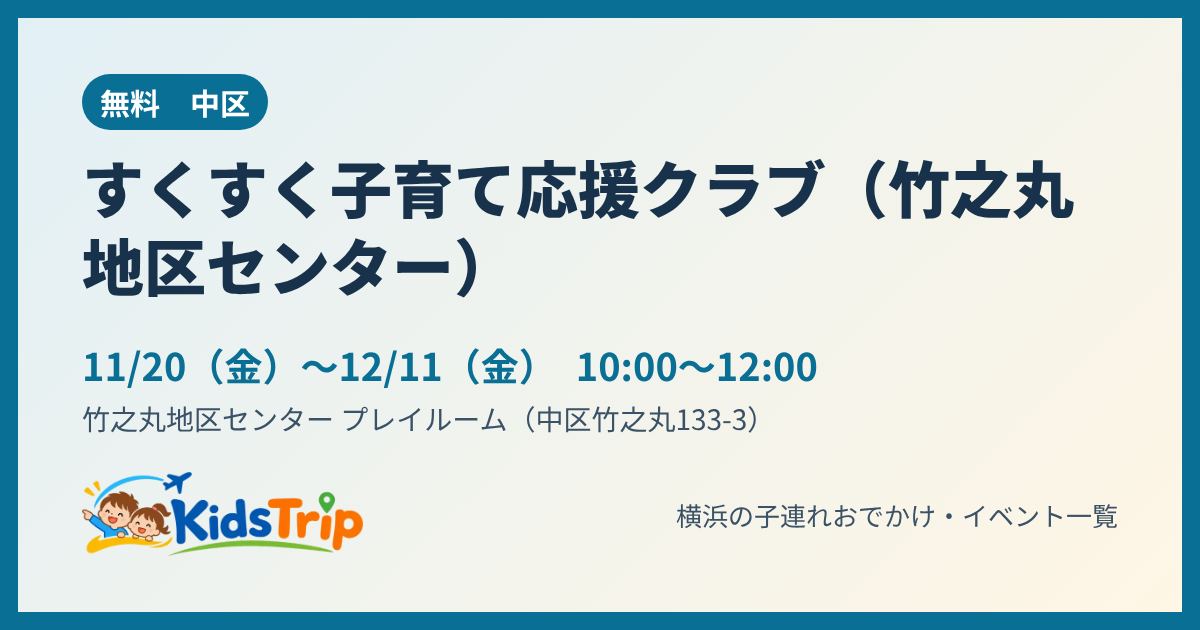 無料　中区
すくすく子育て応援クラブ（竹之丸
地区センター）
11/20（金）〜12/11（金）　10:00〜12:00
竹之丸地区センター プレイルーム（中区竹之丸133-3）
KidsTrip
横浜の子連れおでかけ・イベント一覧